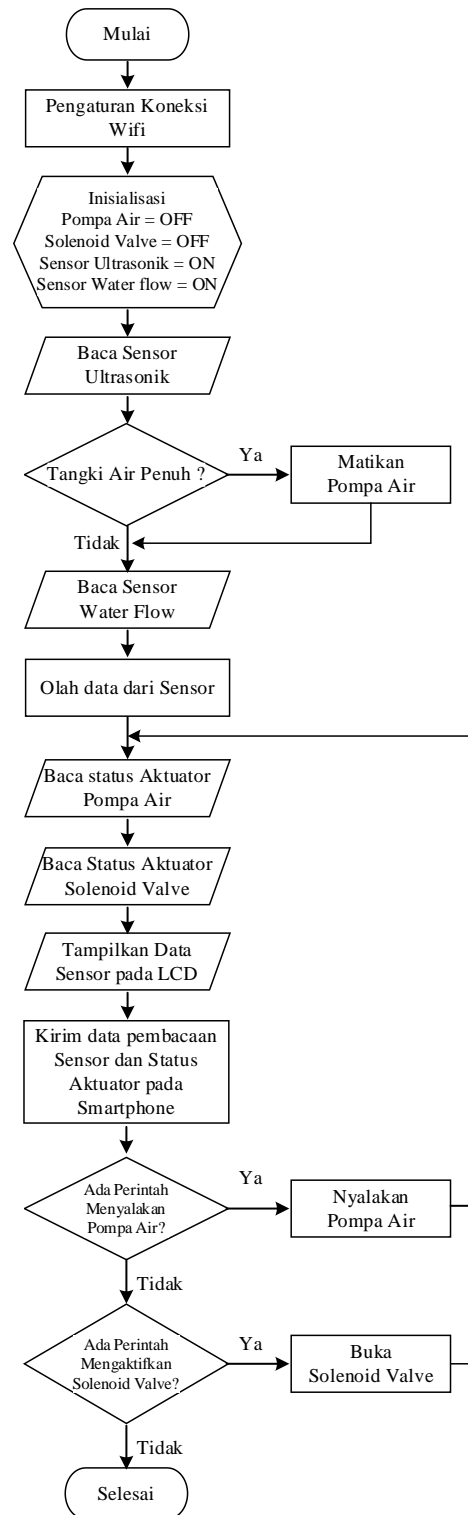 Mulai
Pengaturan Koneksi
Wifi
Inisialisasi
Pompa Air = OFF
Solenoid Valve = OFF
Sensor Ultrasonik = ON
Sensor Water flow = ON
Baca Sensor
Ultrasonik
Tangki Air Penuh ?
Ya
Matikan
Pompa Air
Tidak
Baca Sensor
Water Flow
Olah data dari Sensor
Baca status Aktuator
Pompa Air
Baca Status Aktuator
Solenoid Valve
Tampilkan Data
Sensor pada LCD
Kirim data pembacaan
Sensor dan Status
Aktuator pada
Smartphone
Ada Perintah
Menyalakan
Pompa Air?
Ya
Nyalakan
Pompa Air
Tidak
Ada Perintah
Mengaktifkan
Solenoid Valve?
Ya
Buka
Solenoid Valve
Tidak
Selesai